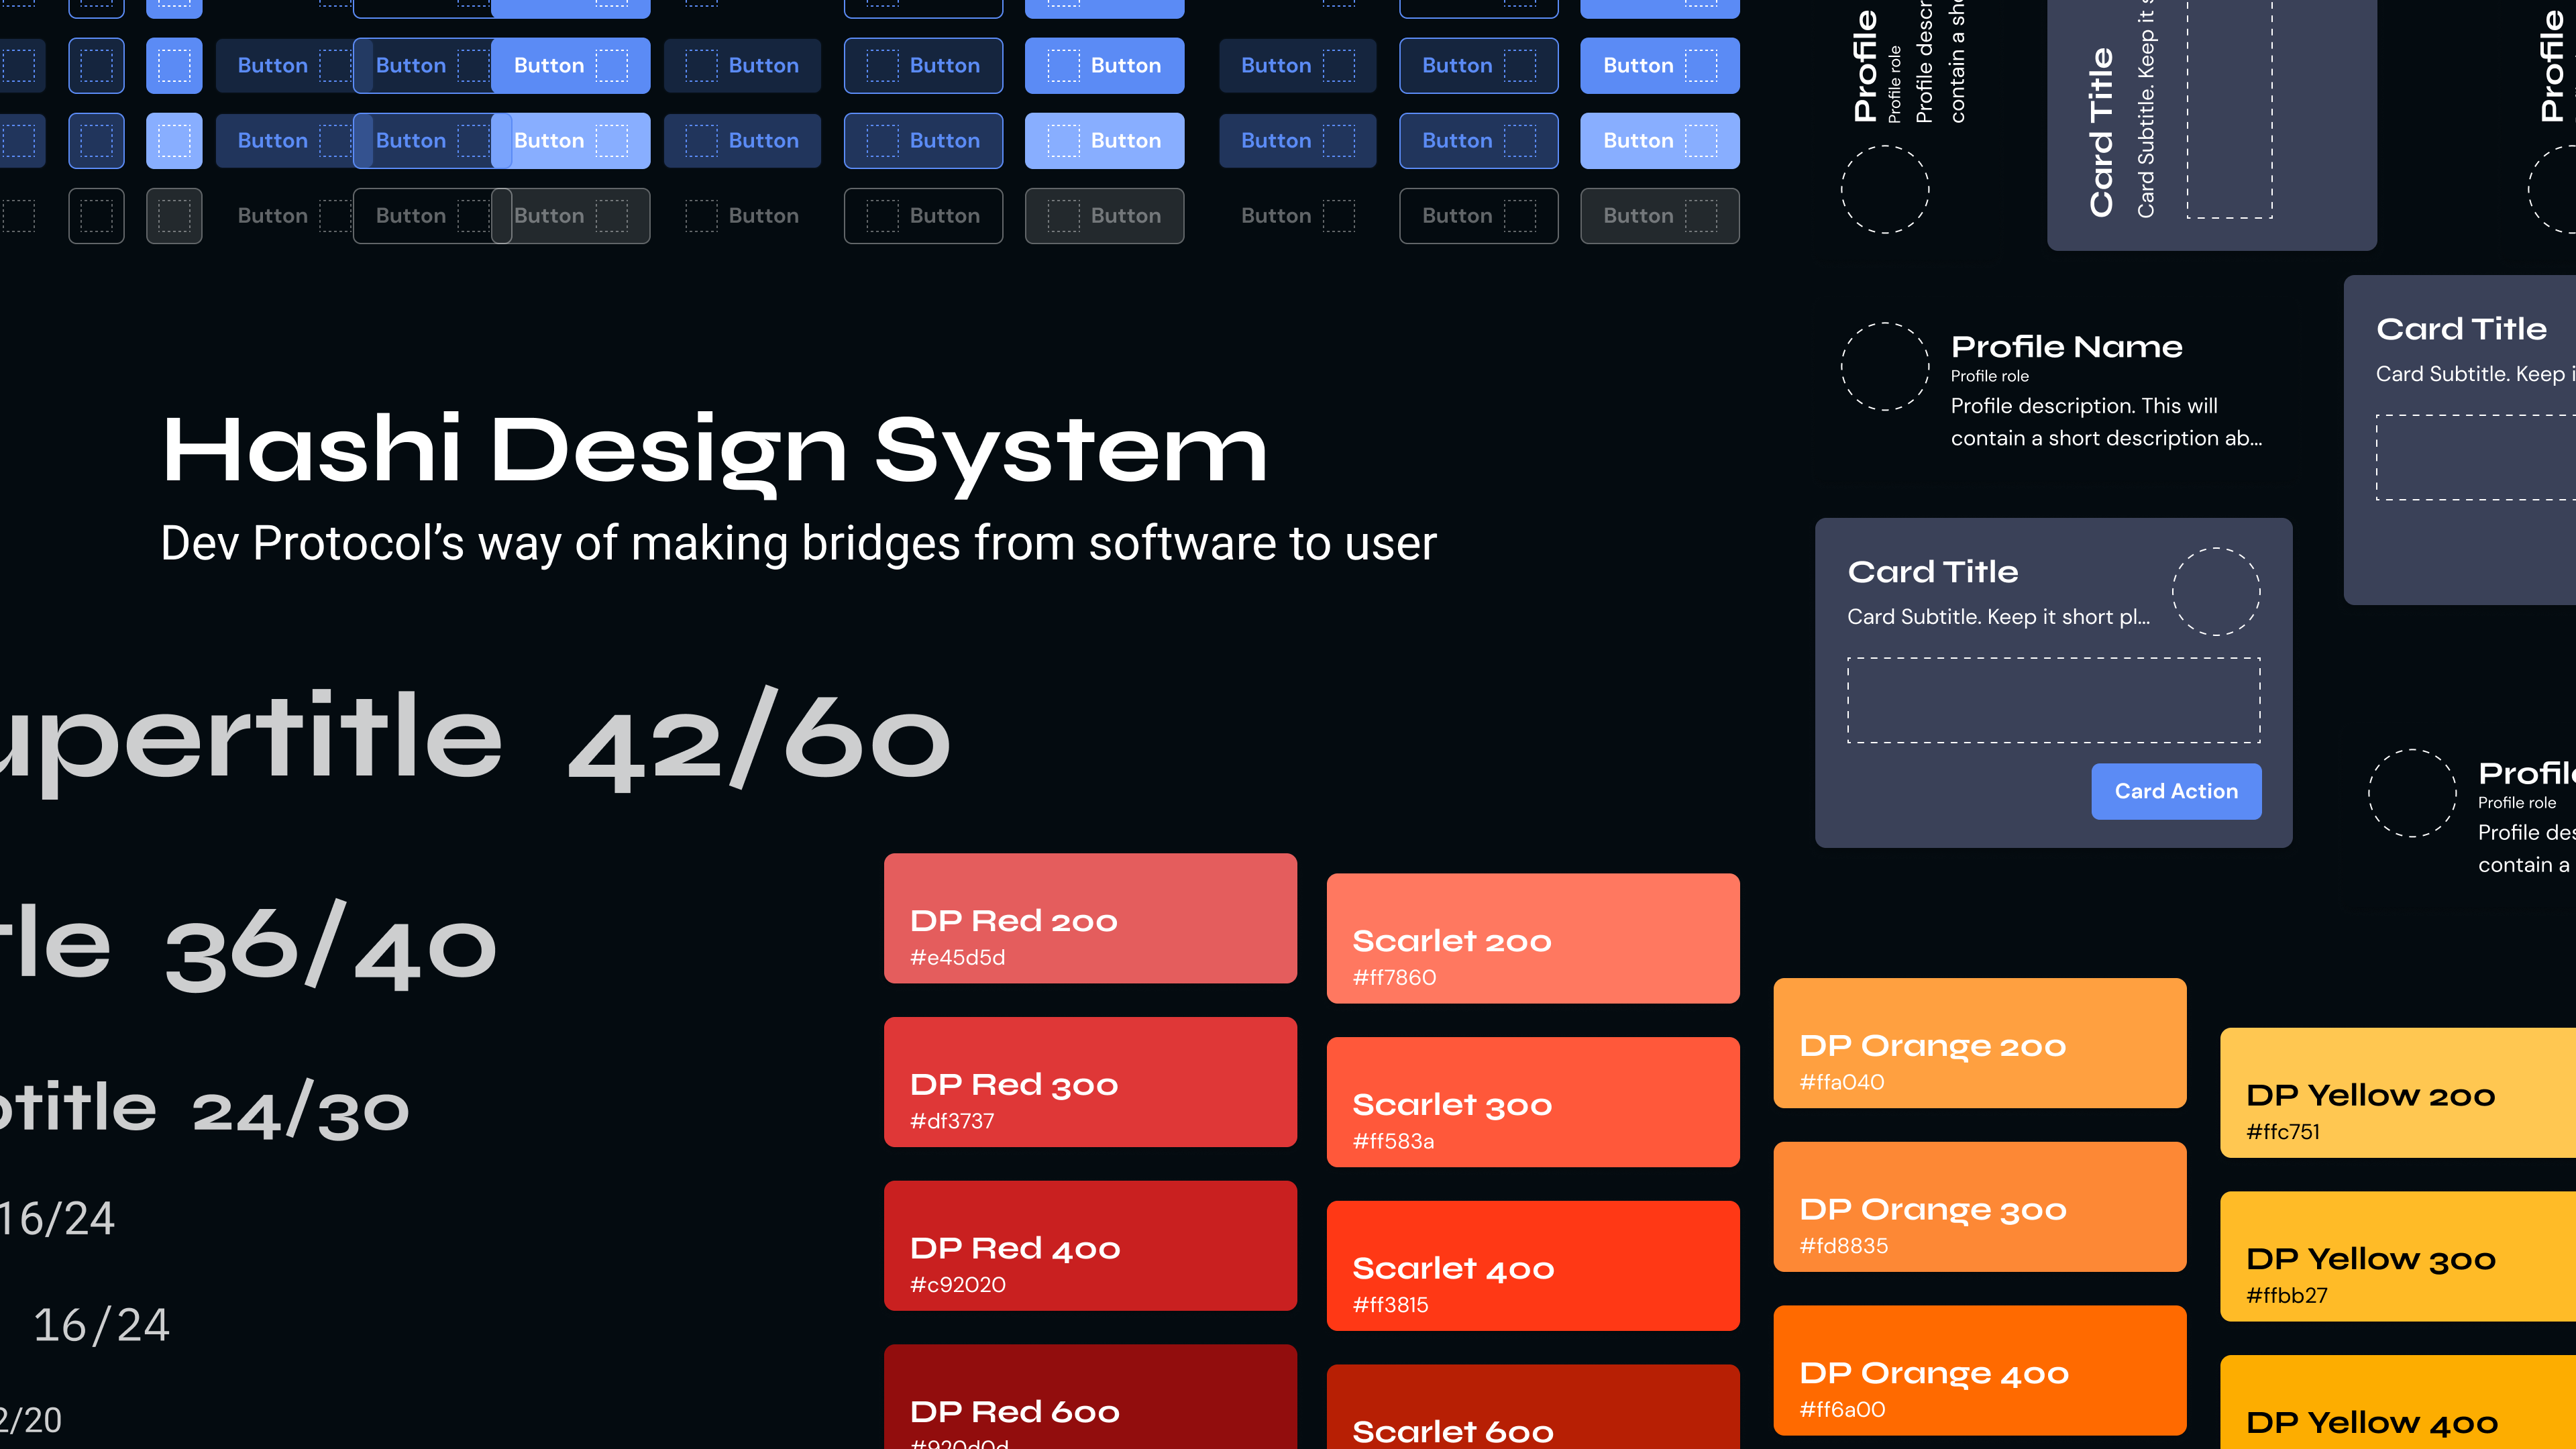 Button Button Button Button Button Button Button Button Button
Button Button Button Button Button Button Button Button Button
Button Button Button Button Button Button Button Button Button
Profile
Profile role
Profile descr
contain a sho
Card Title
Card Subtitle. Keep it s
Profile
Hashi Design System
Dev Protocol’s way of making bridges from software to user
Profile Name
Profile role
Profile description. This will
contain a short description ab...
Card Title
Card Subtitle. Keep i
Card Title
Card Subtitle. Keep it short pl...
Card Action
Profile
Profile role
Profile des
contain a
upertitle 42/60
tle 36/40
otitle 24/30
16/24
16/24
2/20
DP Red 200
#e45d5d
DP Red 300
#df3737
DP Red 400
#c92020
DP Red 600
#920d0d
Scarlet 200
#ff7860
Scarlet 300
#ff583a
Scarlet 400
#ff3815
Scarlet 600
DP Orange 200
#ffa040
DP Orange 300
#fd8835
DP Orange 400
#ff6a00
DP Yellow 200
#ffc751
DP Yellow 300
#ffbb27
DP Yellow 400